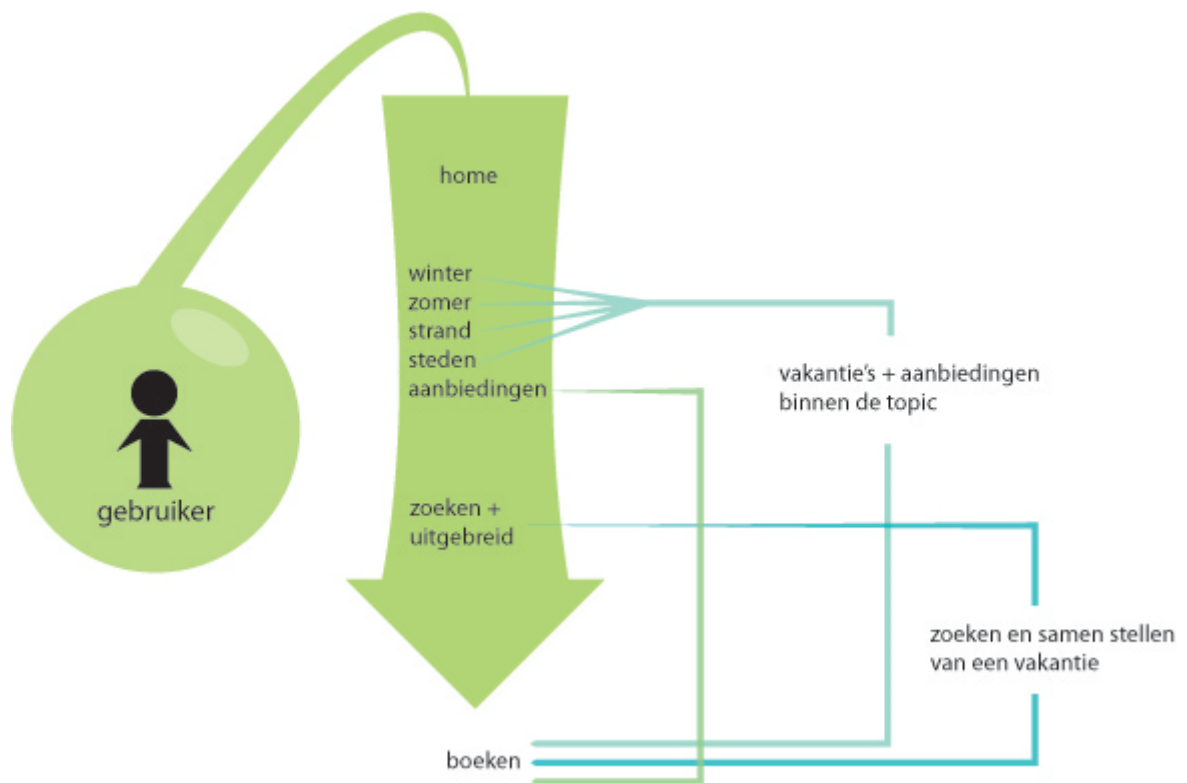 home
winter
zomer
strand
steden
aanbiedingen
vakantie's + aanbiedingen
binnen de topic
gebruiker
zoeken +
uitgebreid
zoeken en samen stellen
van een vakantie
boeken